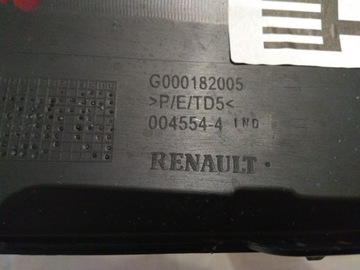 G000182005
>P/E/TD5<
004554-4 IND
RENAULT